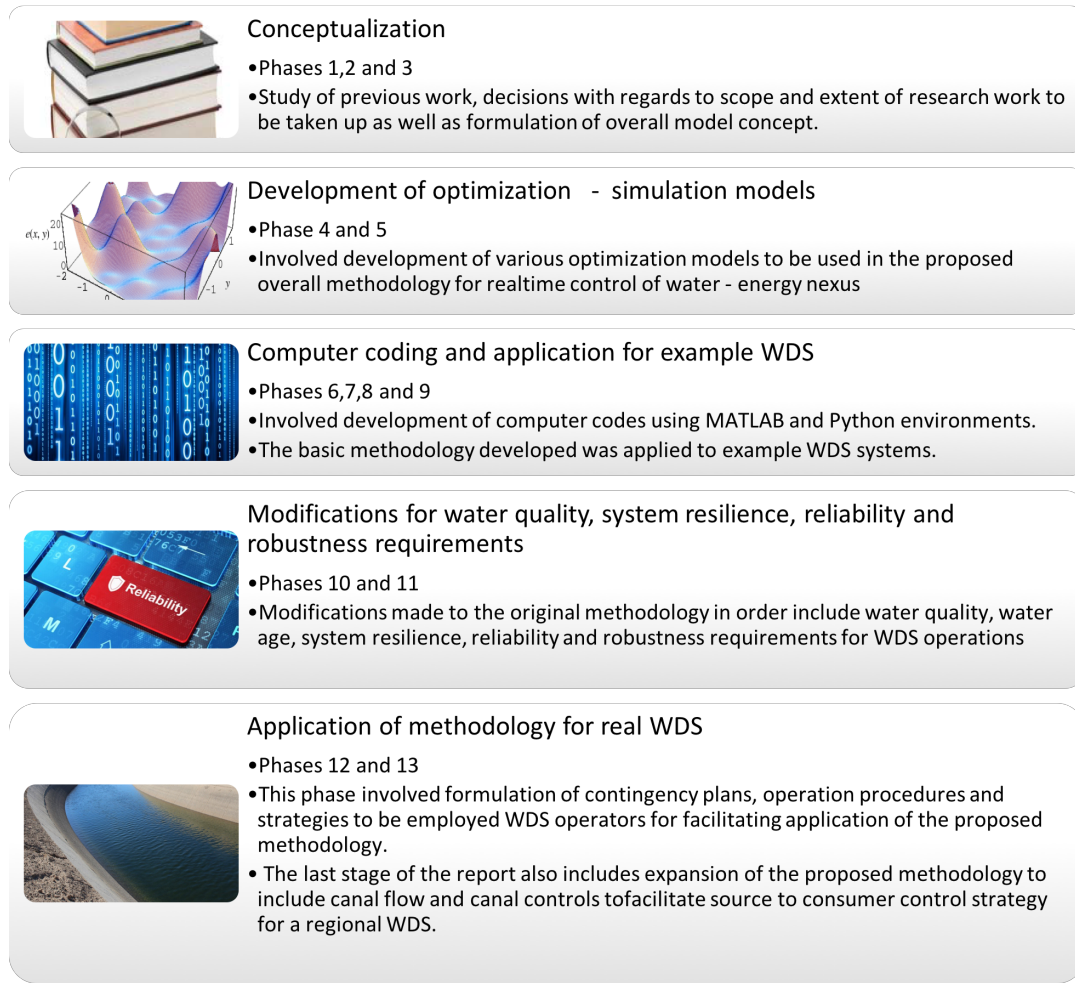 Conceptualization
•Phases 1,2 and 3
•Study of previous work, decisions with regards to scope and extent of research work to
be taken up as well as formulation of overall model concept.
Development of optimization - simulation models
e(x, y)
20
10
0
-2
-1
0
1
0
-1
y
•Phase 4 and 5
•Involved development of various optimization models to be used in the proposed
overall methodology for realtime control of water - energy nexus
Computer coding and application for example WDS
•Phases 6,7,8 and 9
•Involved development of computer codes using MATLAB and Python environments.
•The basic methodology developed was applied to example WDS systems.
Modifications for water quality, system resilience, reliability and
robustness requirements
L
Reliability
M
•Phases 10 and 11
•Modifications made to the original methodology in order include water quality, water
age, system resilience, reliability and robustness requirements for WDS operations
Application of methodology for real WDS
•Phases 12 and 13
•This phase involved formulation of contingency plans, operation procedures and
strategies to be employed WDS operators for facilitating application of the proposed
methodology.
• The last stage of the report also includes expansion of the proposed methodology to
include canal flow and canal controls tofacilitate source to consumer control strategy
for a regional WDS.